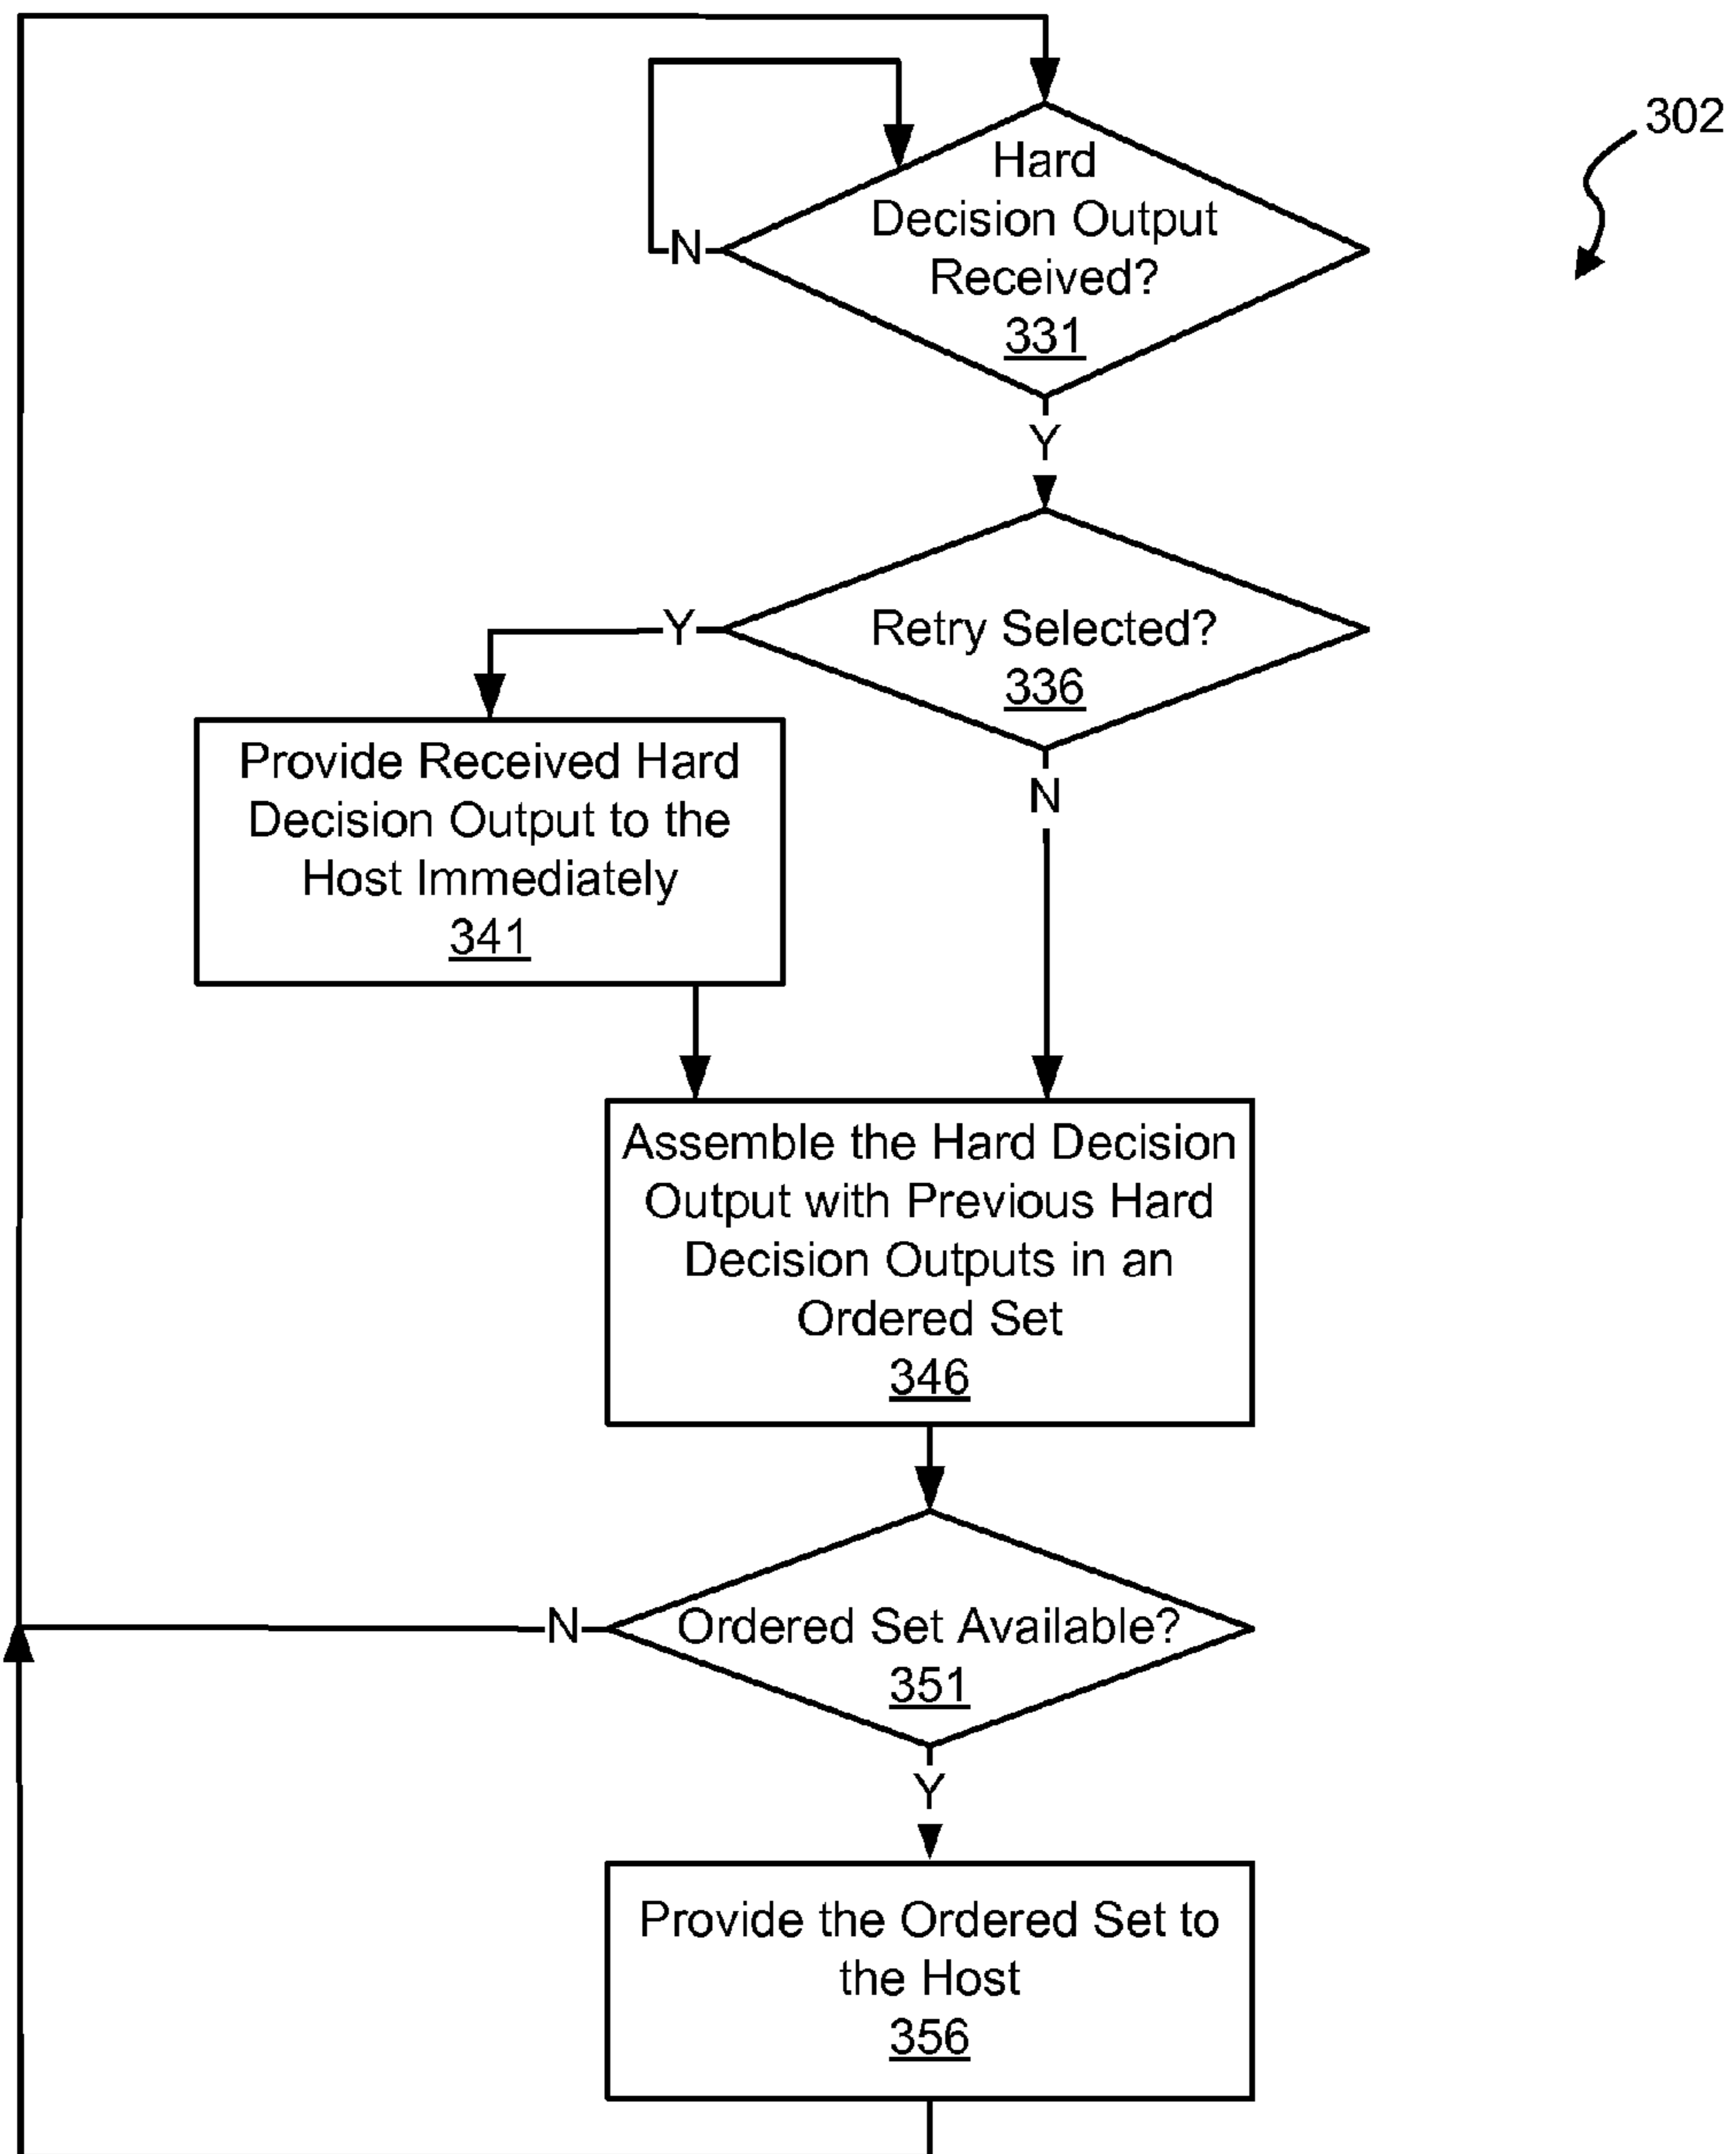 302
Hard
Decision Output
Received?
331
N
Y
Retry Selected?
336
Y
N
Provide Received Hard
Decision Output to the
Host Immediately
341
Assemble the Hard Decision
Output with Previous Hard
Decision Outputs in an
Ordered Set
346
Ordered Set Available?
351
N
Y
Provide the Ordered Set to
the Host
356